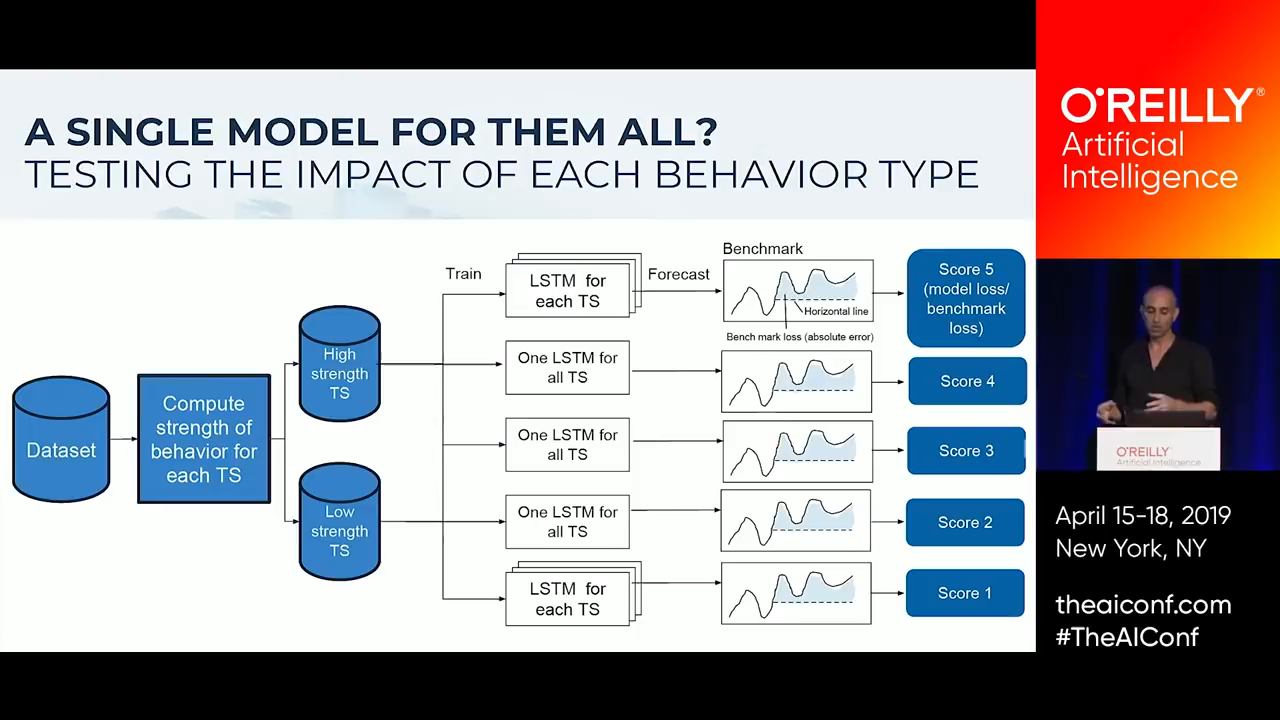 A SINGLE MODEL FOR THEM ALL?
TESTING THE IMPACT OF EACH BEHAVIOR TYPE
Dataset
Compute
strength of
behavior for
each TS
High
strength
TS
Low
strength
TS
Train
LSTM for
each TS
Forecast
Benchmark
Horizontal line
Bench mark loss (absolute error)
Score 5
(model loss/
benchmark
loss)
One LSTM for
all TS
Score 4
One LSTM for
all TS
Score 3
One LSTM for
all TS
Score 2
LSTM for
each TS
Score 1
O'REILLY®
Artificial
Intelligence
O'REILLY
Artificial Intelligence
April 15-18, 2019
New York, NY
theaiconf.com
#TheAIConf